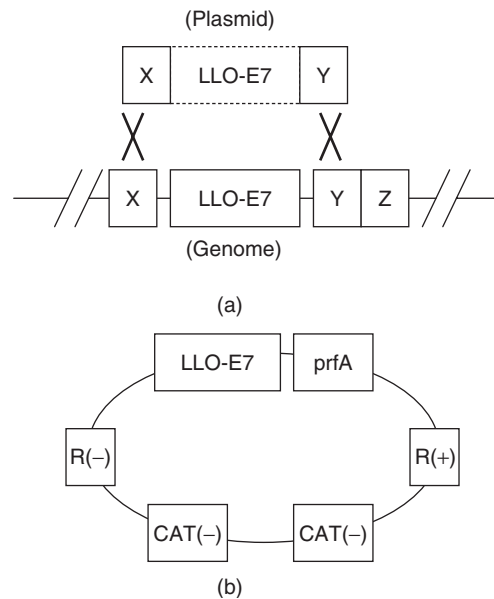 (Plasmid)
X LLO-E7 Y
X LLO-E7 Y Z
(Genome)
(a)
LLO-E7 prfA
R(−) R(+)
CAT(−) CAT(−)
(b)